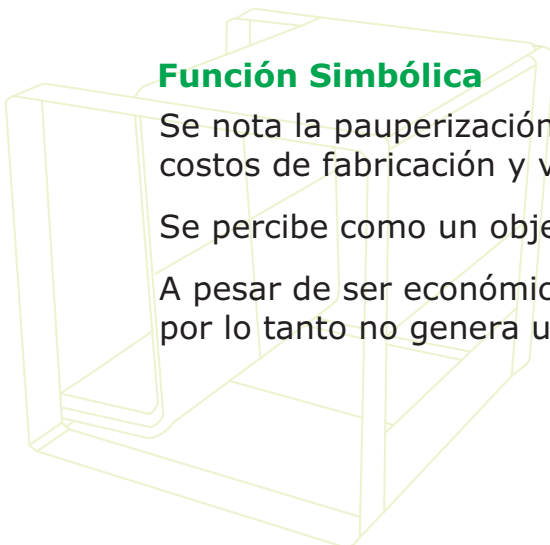 Función Simbólica
Se nota la pauperización
costos de fabricación y v
Se percibe como un obje
A pesar de ser económic
por lo tanto no genera u